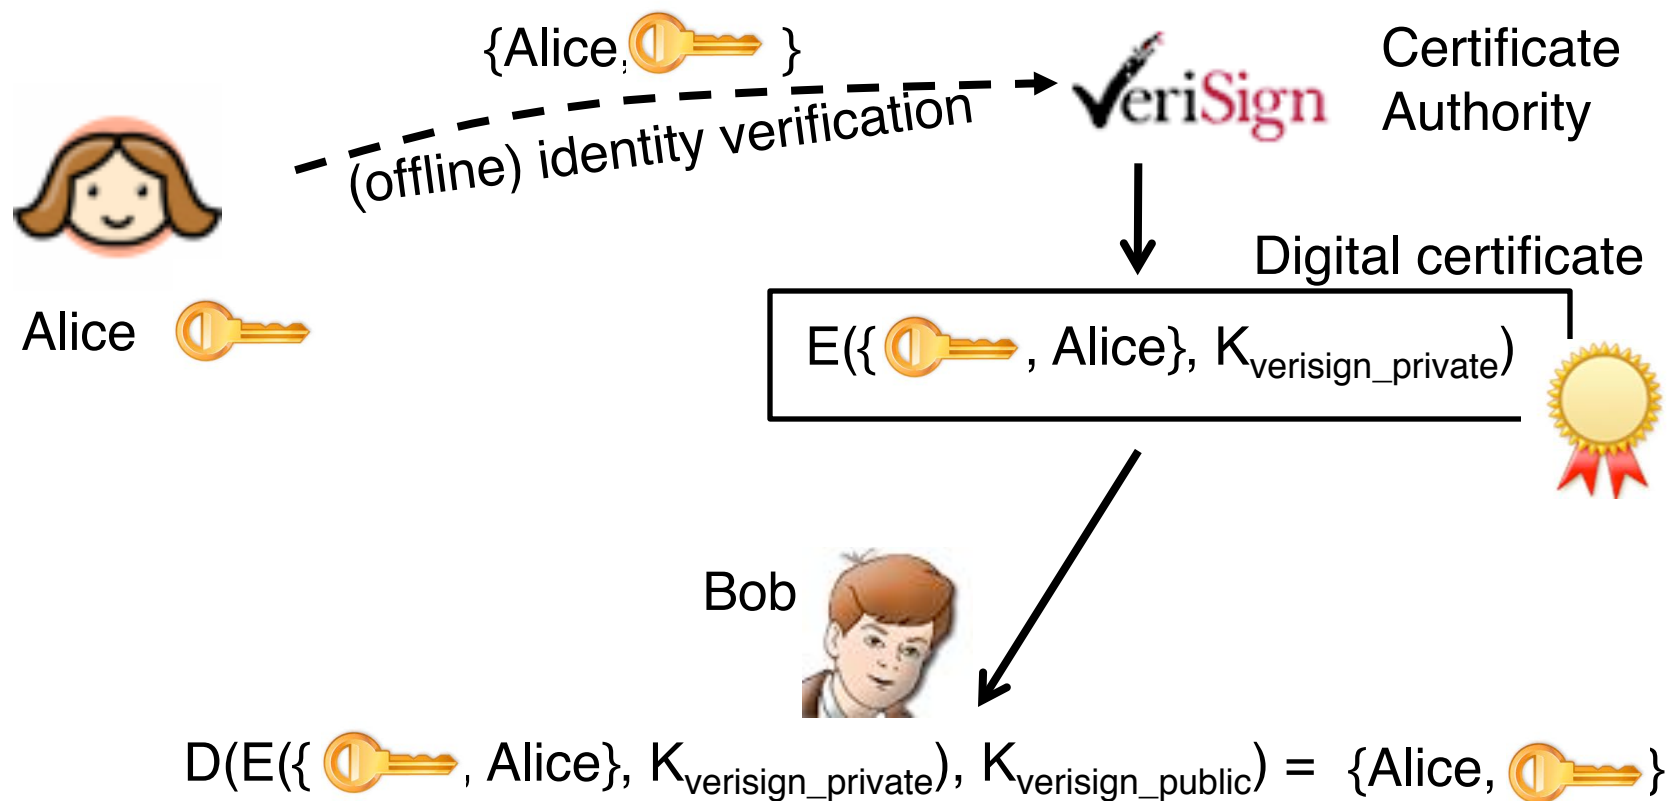 {Alice, }
(offline) identity verification
VeriSign
Certificate
Authority
Alice
Digital certificate
E({ , Alice}, Kverisign_private)
Bob
D(E({ , Alice}, Kverisign_private), Kverisign_public) = {Alice, }